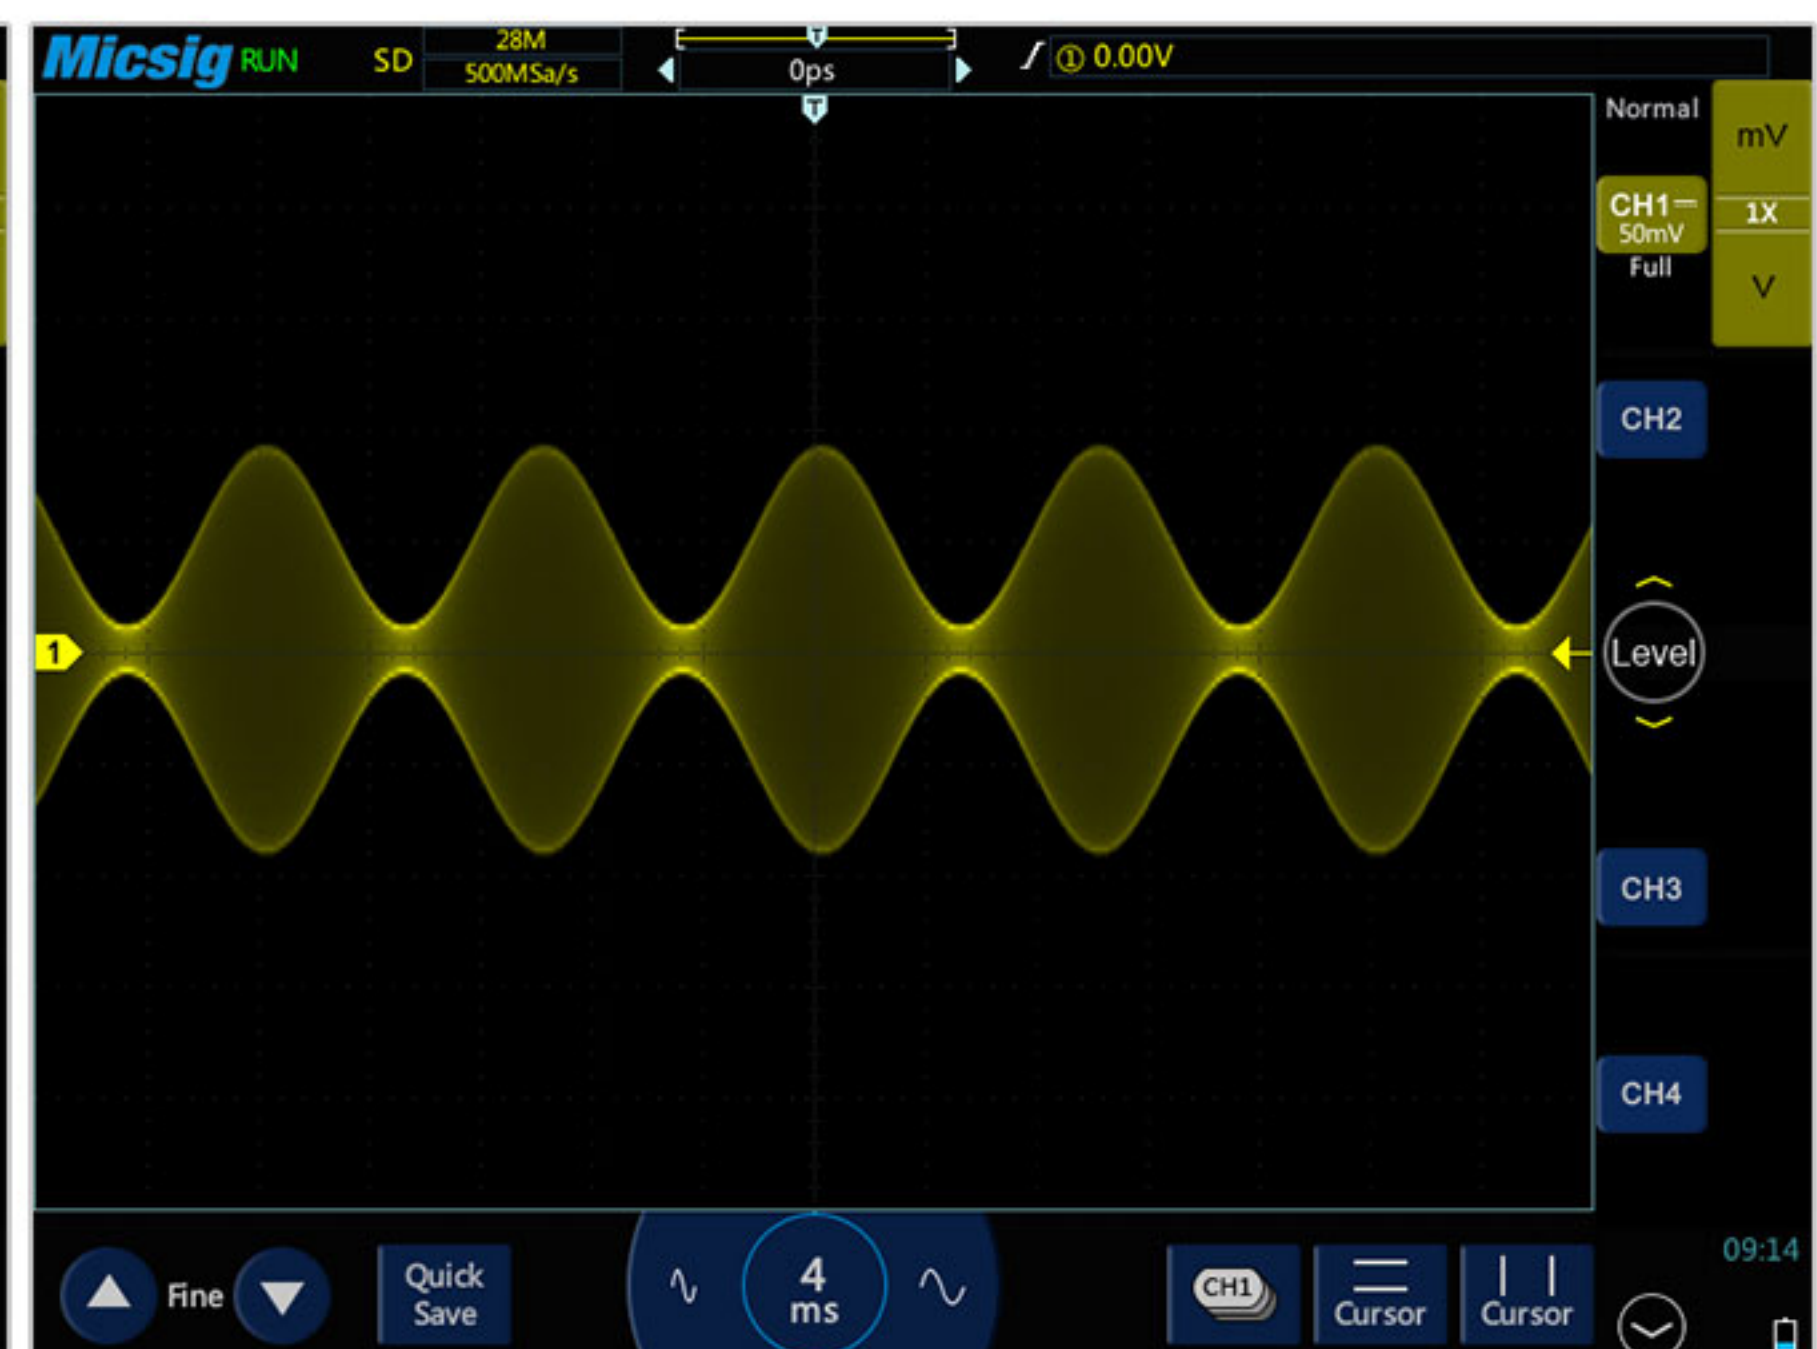 Micsig RUN SD 28M
500MSa/s
T
0ps
① 0.00V
T
Normal
mV
CH1
50mV
Full
1X
V
CH2
1
Level
CH3
CH4
09:14
Fine
Quick
Save
4
ms
CH1
Cursor
Cursor